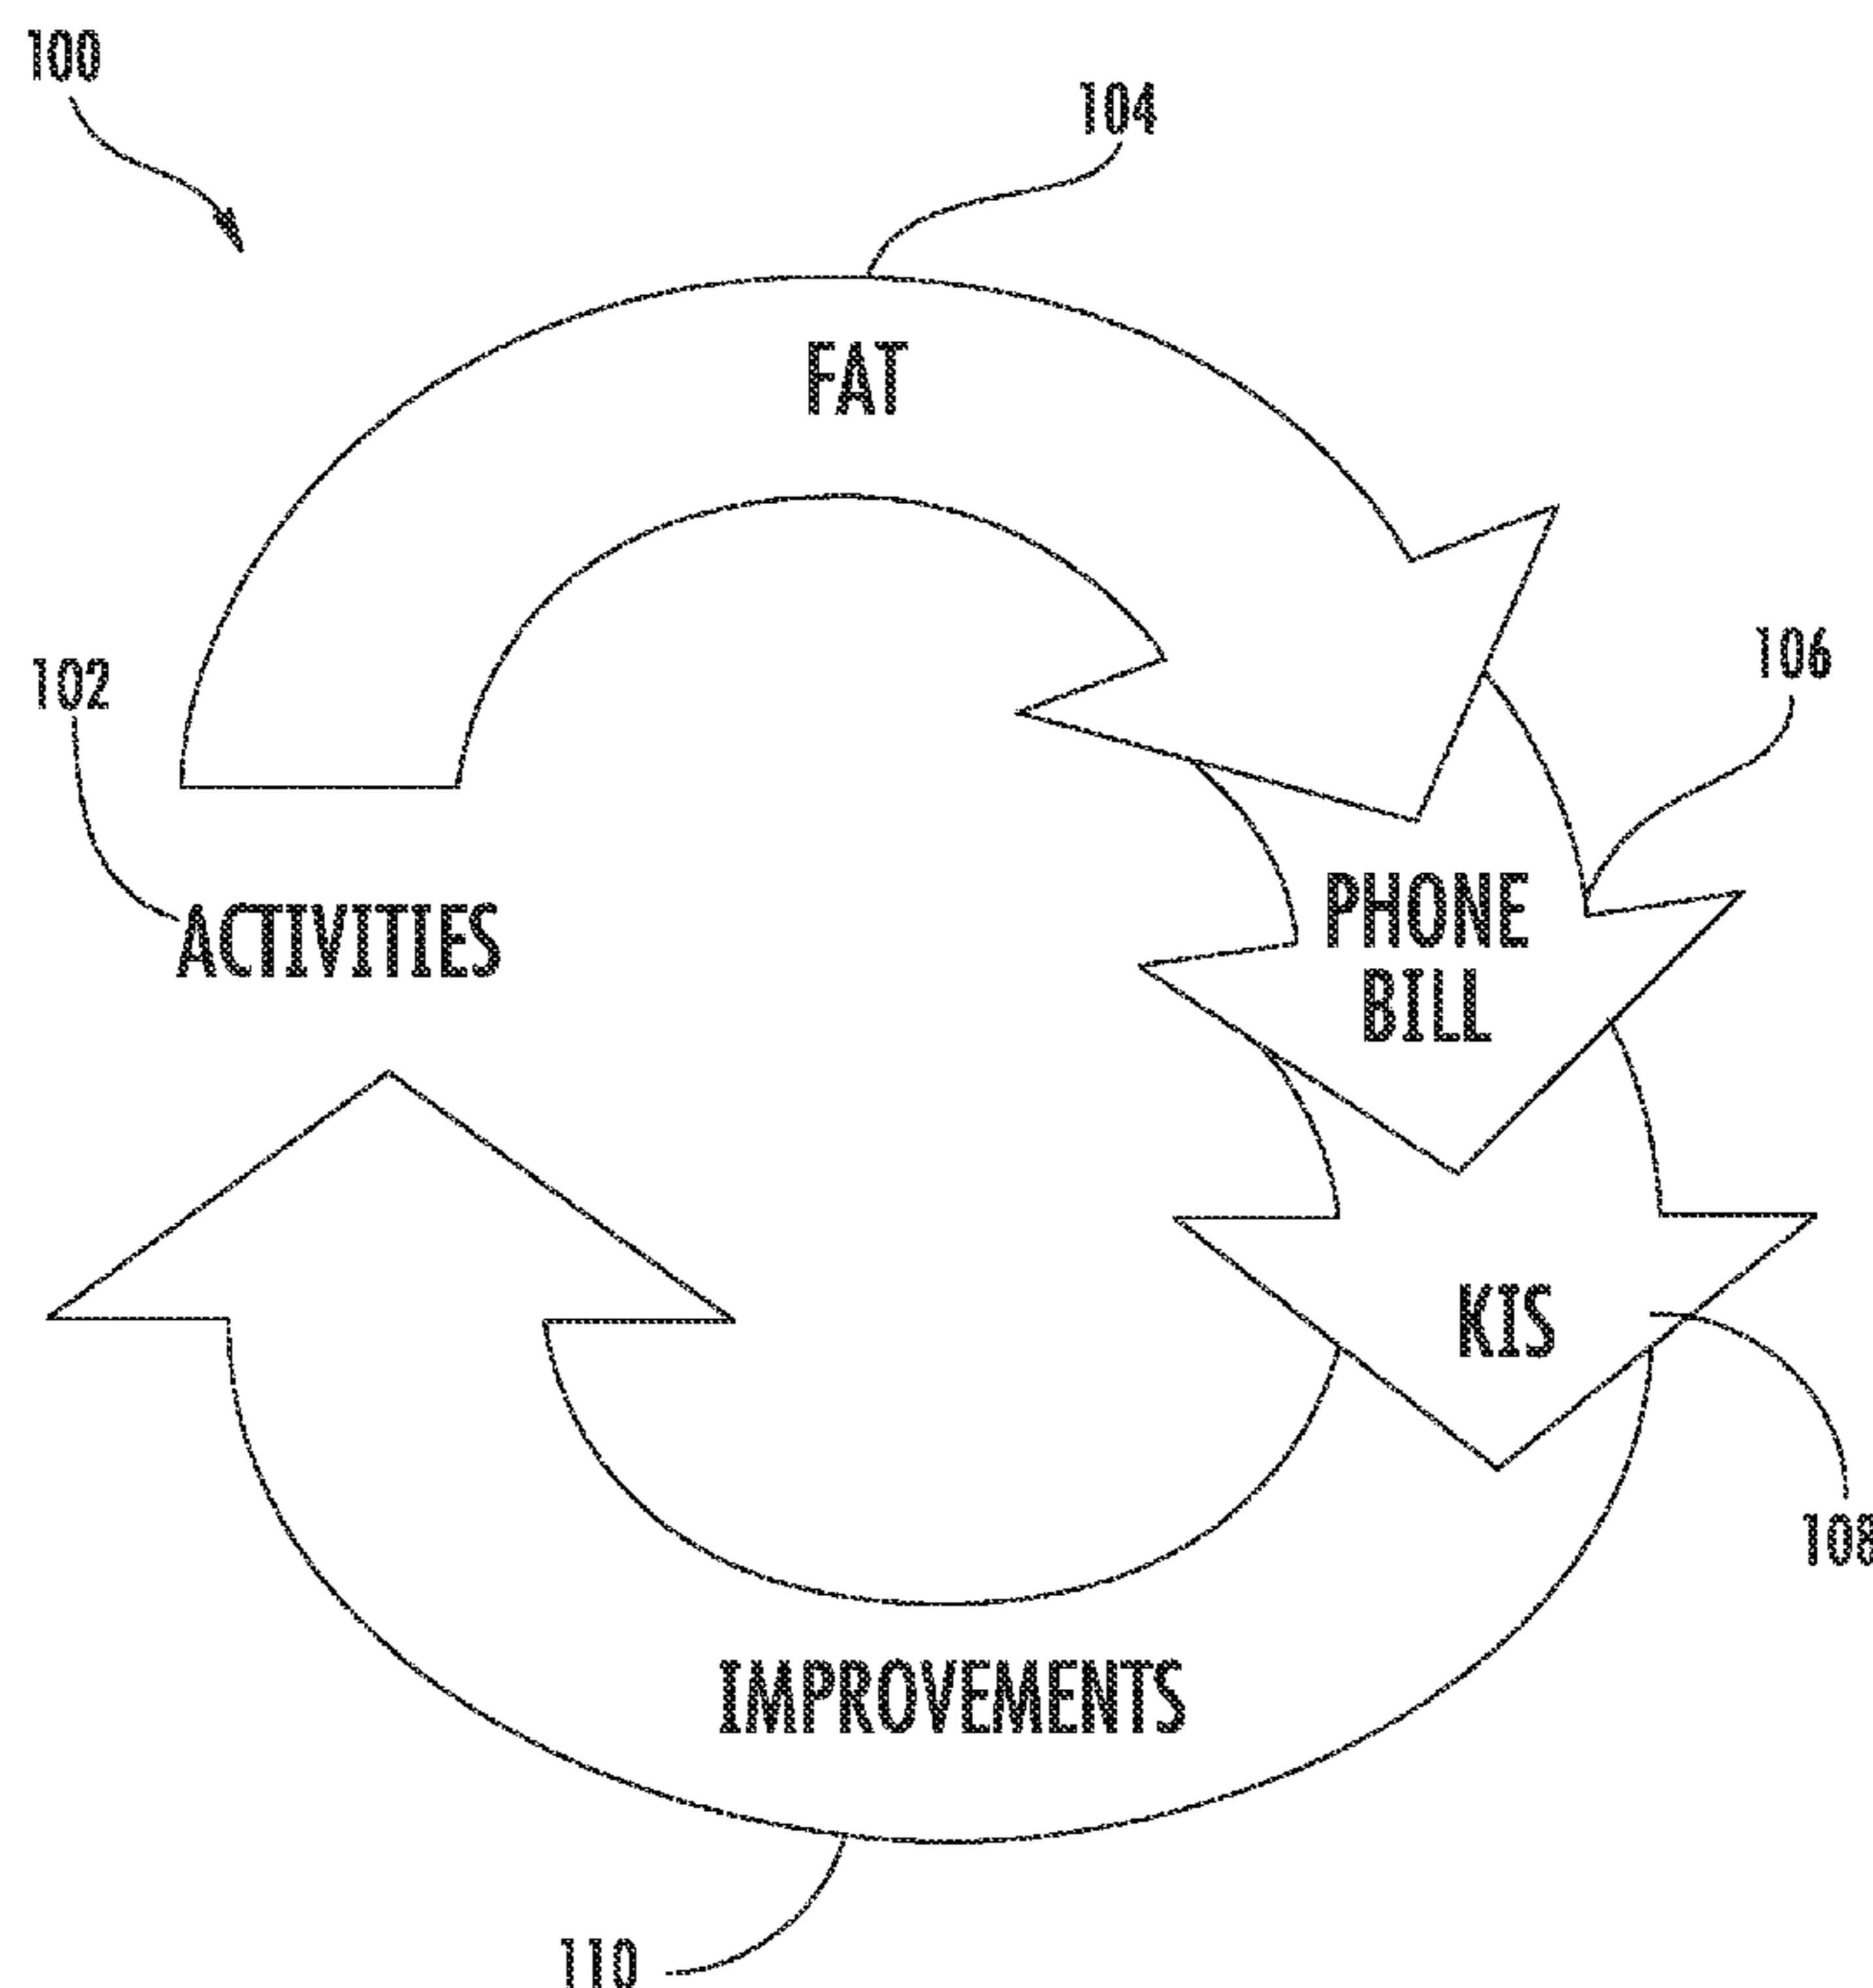 100
104
FAT
106
102
PHONE
BILL
ACTIVITIES
KIS
108
IMPROVEMENTS
110